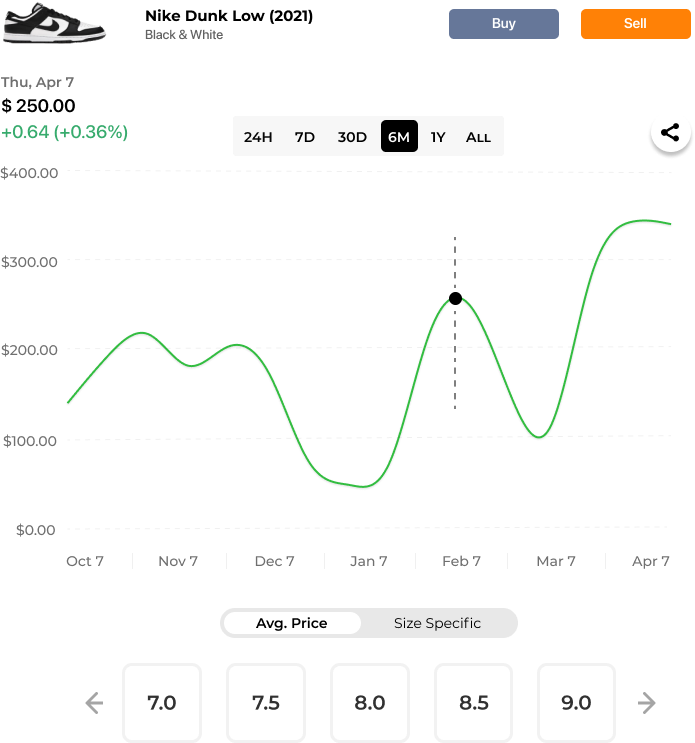 Nike Dunk Low (2021)
Black & White
Buy
Sell
Thu, Apr 7
$ 250.00
+0.64 (+0.36%)
24H 7D 30D 6M 1Y ALL
$400.00
$300.00
$200.00
$100.00
$0.00
Oct 7 Nov 7 Dec 7 Jan 7 Feb 7 Mar 7 Apr 7
Avg. Price Size Specific
7.0 7.5 8.0 8.5 9.0